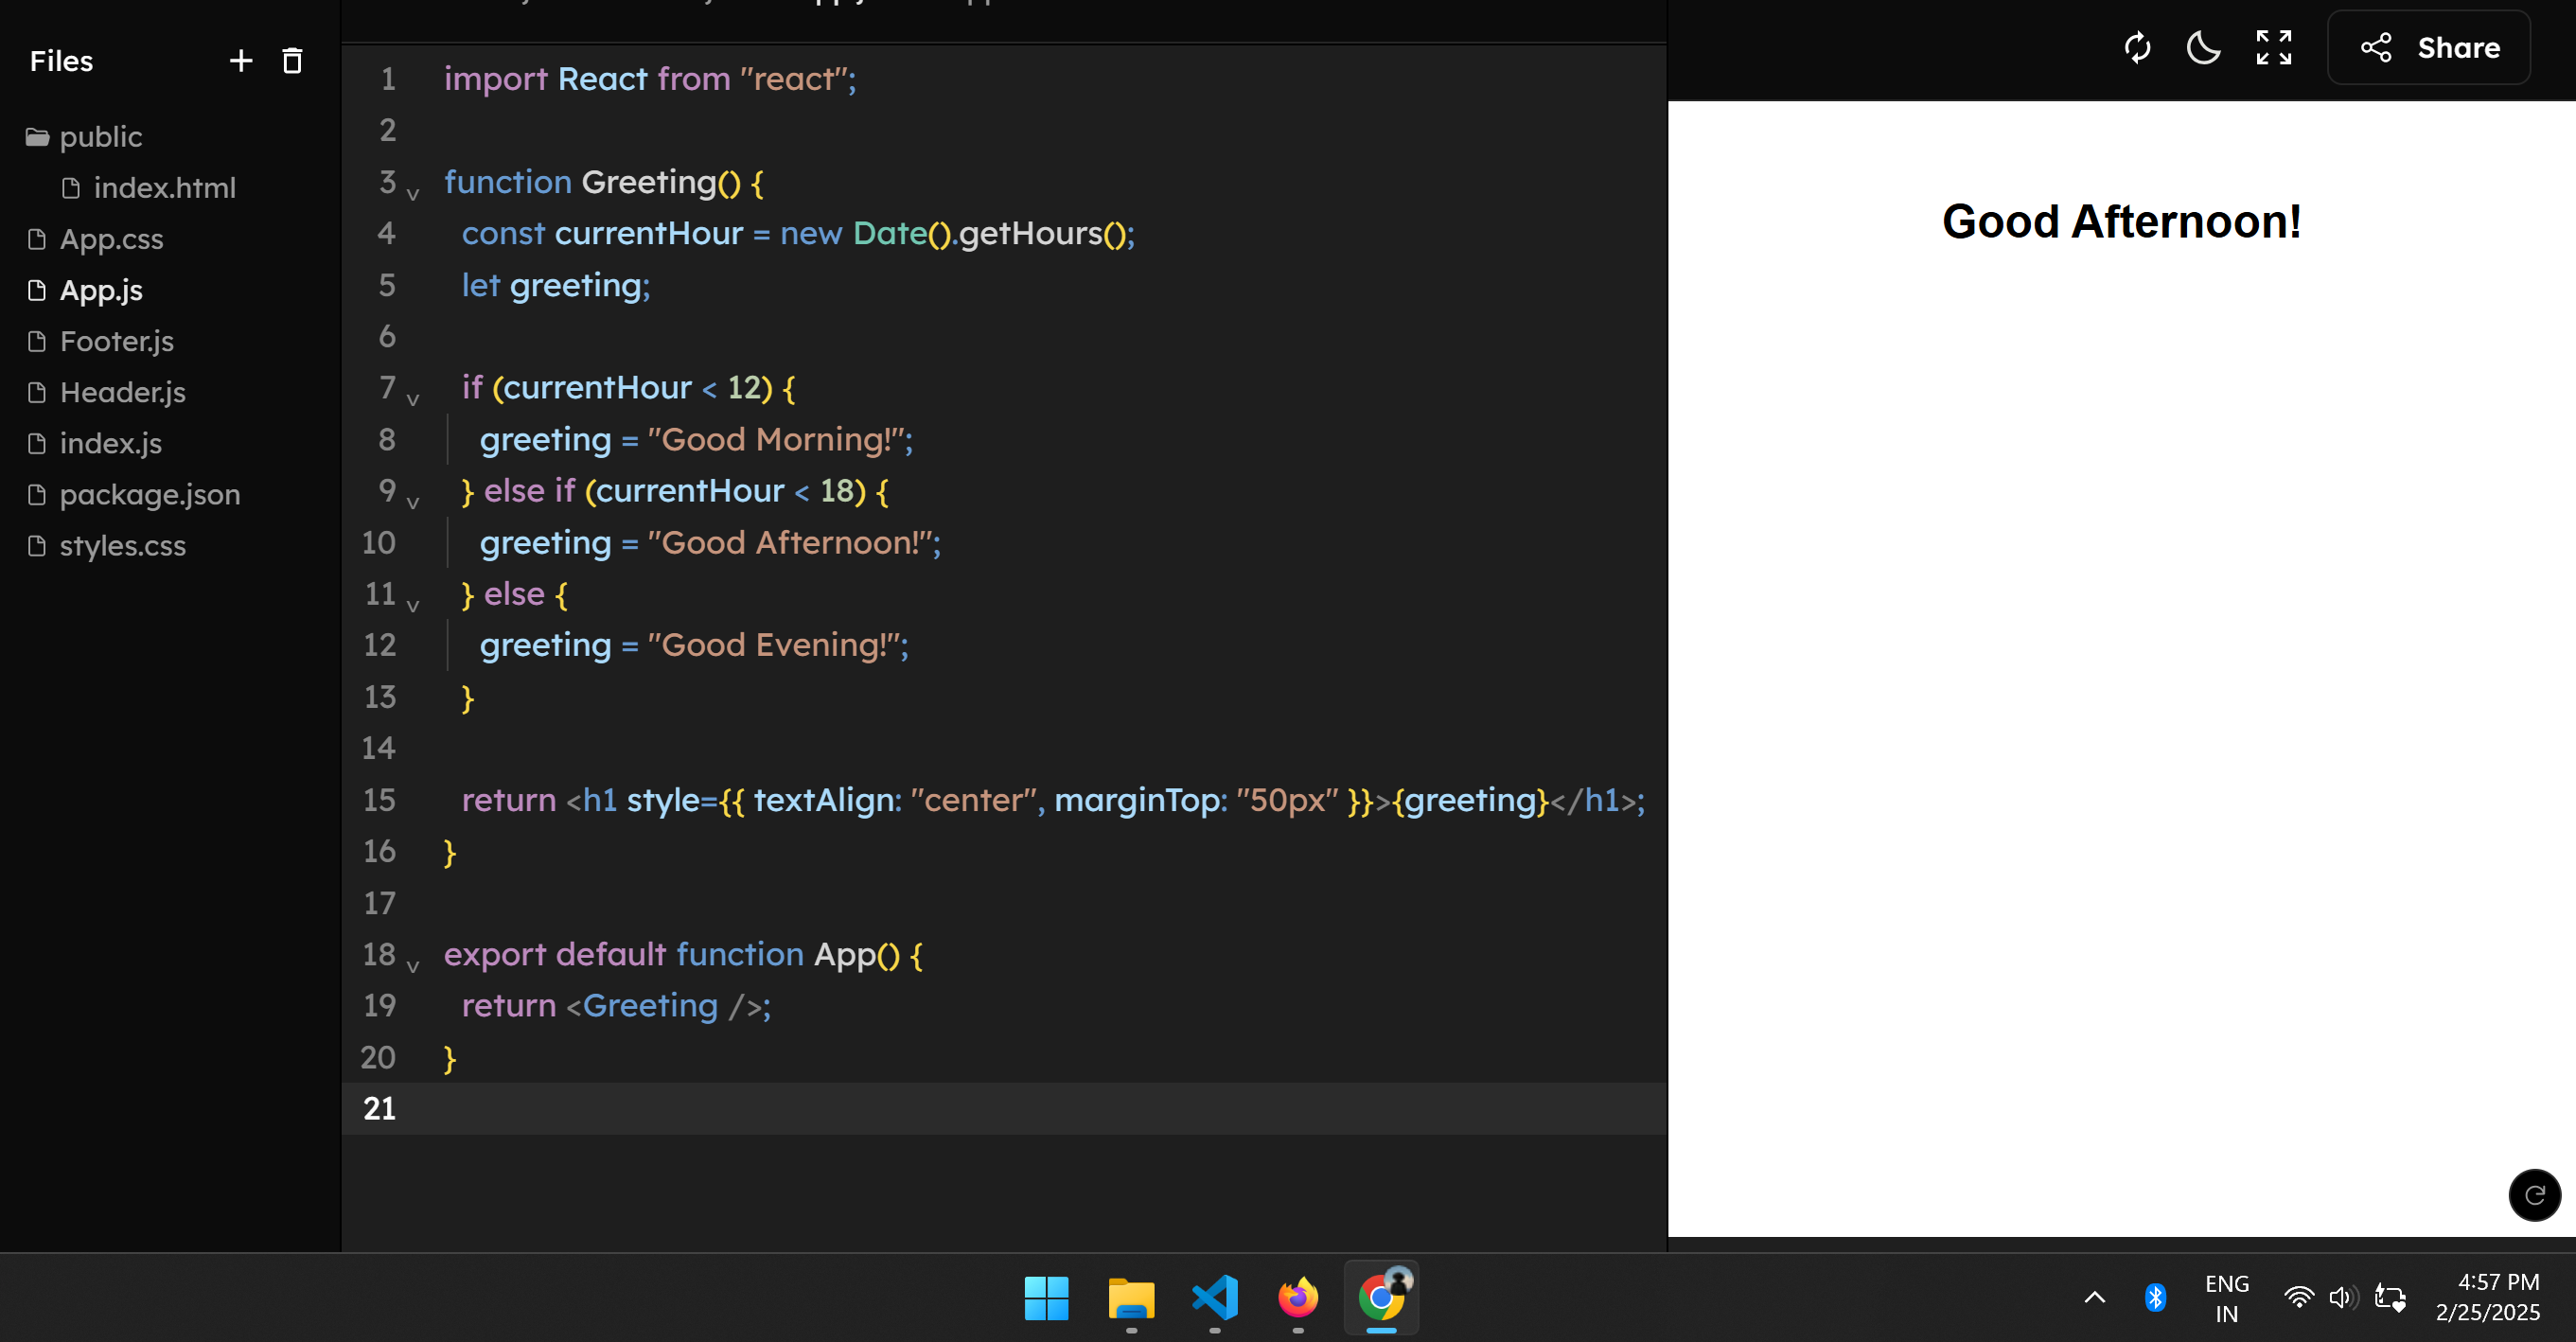 Files
public
index.html
App.css
App.js
Footer.js
Header.js
index.js
package.json
styles.css
1 import React from "react";
2
3 function Greeting() {
4 const currentHour = new Date().getHours();
5 let greeting;
6
7 if (currentHour < 12) {
8 greeting = "Good Morning!";
9 } else if (currentHour < 18) {
10 greeting = "Good Afternoon!";
11 } else {
12 greeting = "Good Evening!";
13 }
14
15 return <h1 style={{ textAlign: "center", marginTop: "50px" }}>{greeting}</h1>;
16 }
17
18 export default function App() {
19 return <Greeting />;
20 }
21
Share
Good Afternoon!
ENG
IN
4:57 PM
2/25/2025